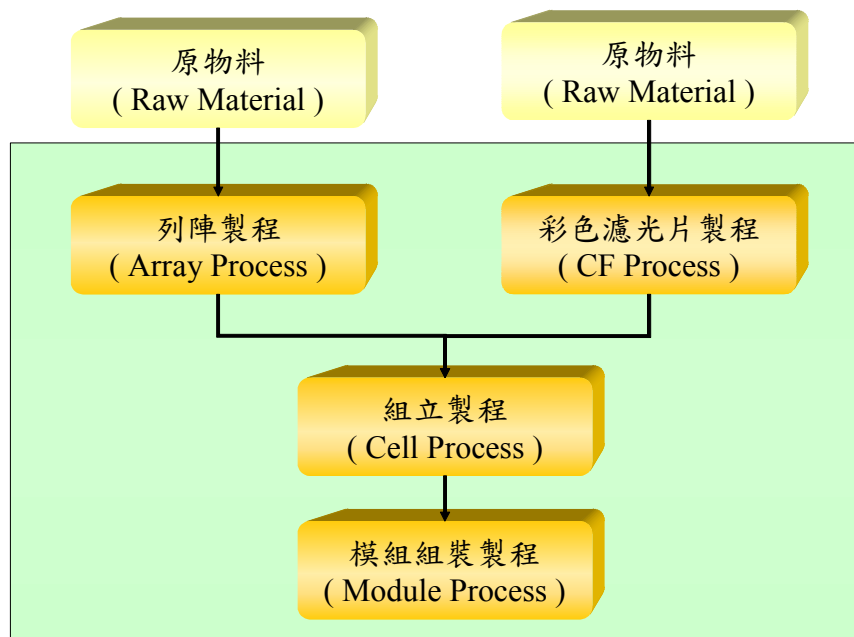 原物料
( Raw Material )
原物料
( Raw Material )
列陣製程
( Array Process )
彩色濾光片製程
( CF Process )
組立製程
( Cell Process )
模組組裝製程
( Module Process )